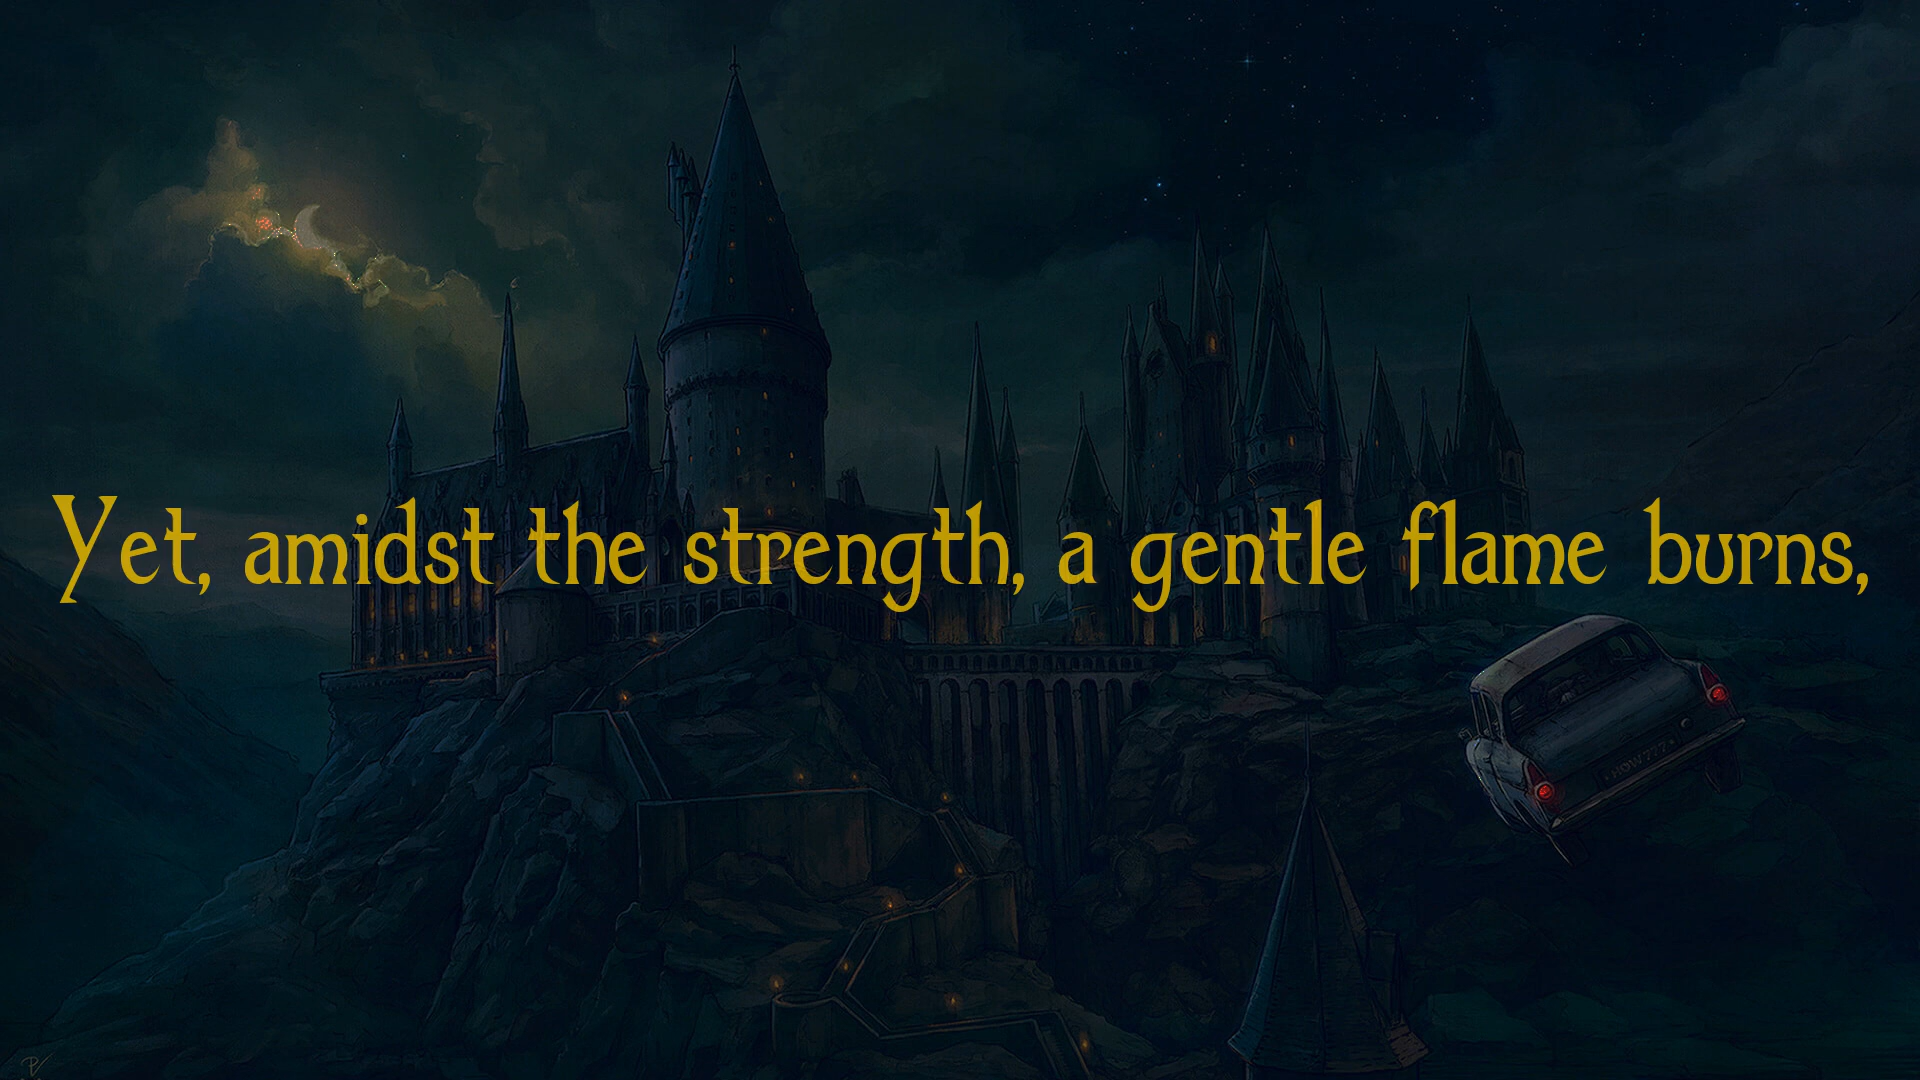 Yet, amidst the strength, a gentle flame burns,